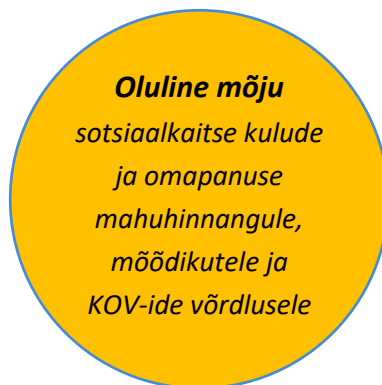 Oluline mõju
sotsiaalkaitse kulude
ja omapanuse
mahuhinnangule,
mõõdikutele ja
KOV-ide võrdlusele